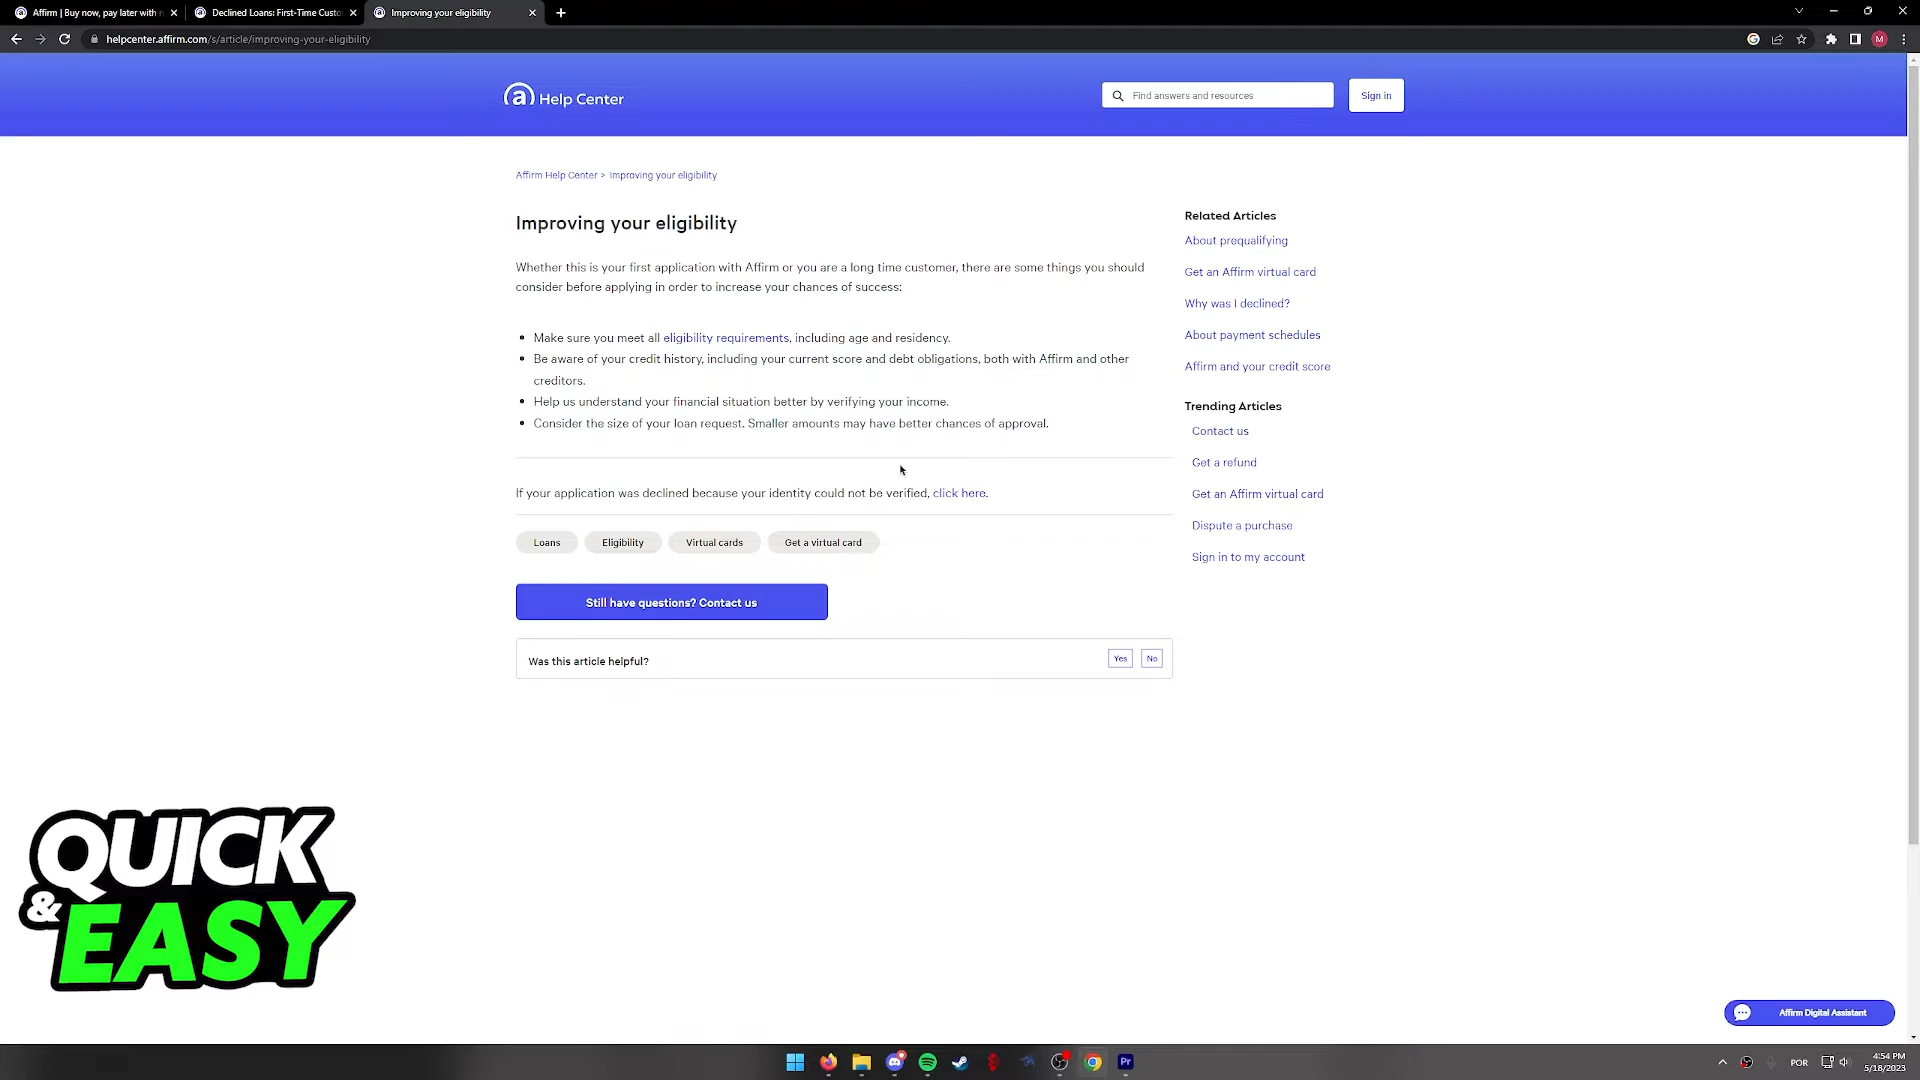 Affirm | Buy now, pay later with n
Declined Loans: First-Time Custo
Improving your eligibility
helpcenter.affirm.com/s/article/improving-your-eligibility
M
a Help Center
Find answers and resources
Sign in
Affirm Help Center > Improving your eligibility
Improving your eligibility
Whether this is your first application with Affirm or you are a long time customer, there are some things you should
consider before applying in order to increase your chances of success:
Make sure you meet all eligibility requirements, including age and residency.
Be aware of your credit history, including your current score and debt obligations, both with Affirm and other
creditors.
Help us understand your financial situation better by verifying your income.
Consider the size of your loan request. Smaller amounts may have better chances of approval.
If your application was declined because your identity could not be verified, click here.
Loans
Eligibility
Virtual cards
Get a virtual card
Still have questions? Contact us
Was this article helpful?
Yes
No
Related Articles
About prequalifying
Get an Affirm virtual card
Why was I declined?
About payment schedules
Affirm and your credit score
Trending Articles
Contact us
Get a refund
Get an Affirm virtual card
Dispute a purchase
Sign in to my account
QUICK
& EASY
Affirm Digital Assistant
Pr
POR
4:54 PM
5/18/2023